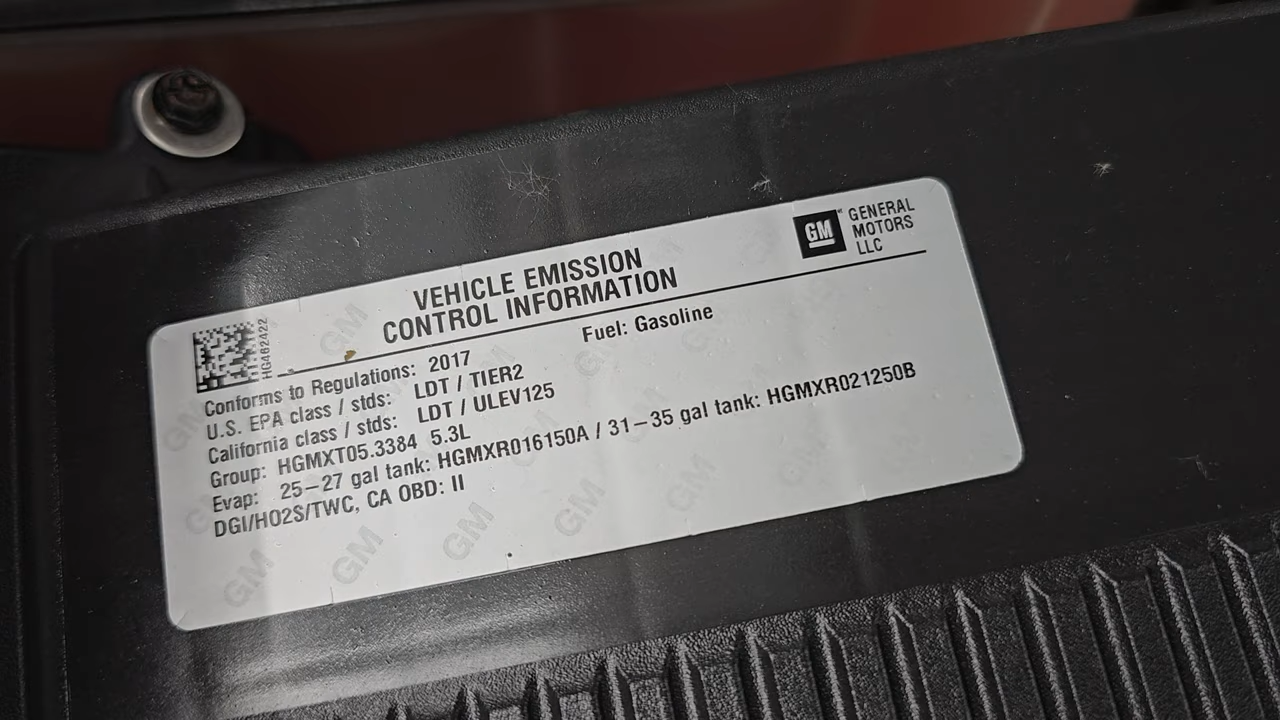 GM GENERAL
MOTORS
LLC
VEHICLE EMISSION
CONTROL INFORMATION
HG462422
Fuel: Gasoline
Conforms to Regulations: 2017
U.S. EPA class / stds: LDT / TIER2
California class / stds: LDT / ULEV125
Group: HGMXT05.3384 5.3L
Evap: 25–27 gal tank: HGMXR016150A / 31–35 gal tank: HGMXR021250B
DGI/HO2S/TWC, CA OBD: II